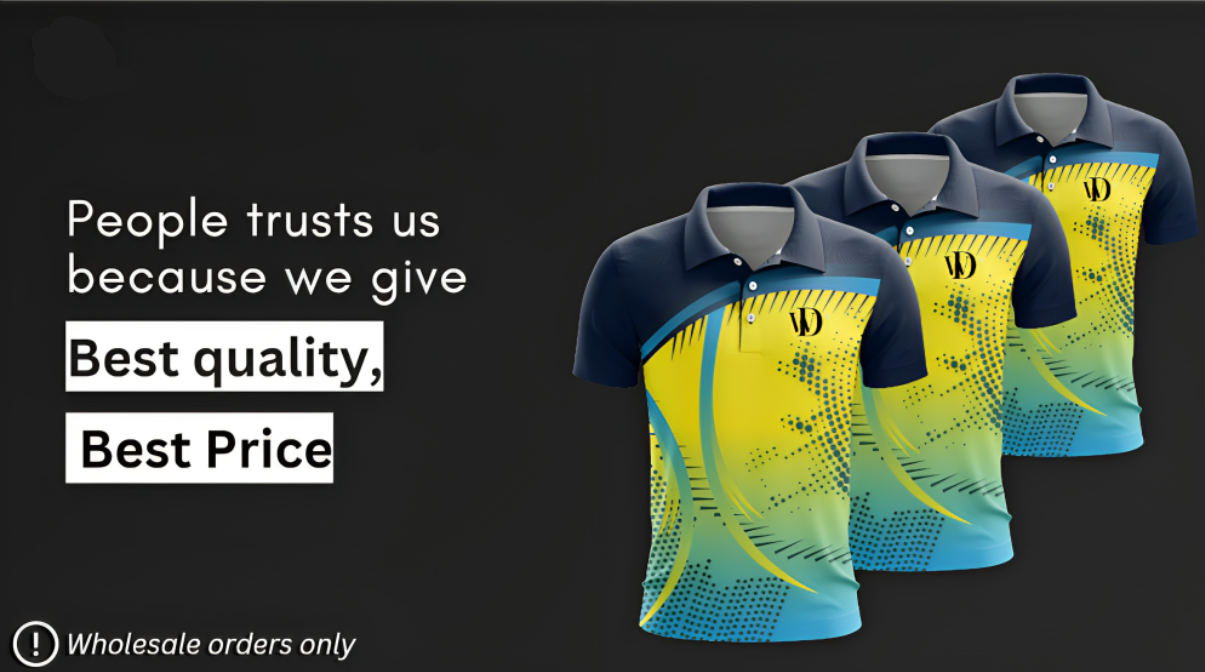 People trusts us
because we give
Best quality,
Best Price
Wholesale orders only